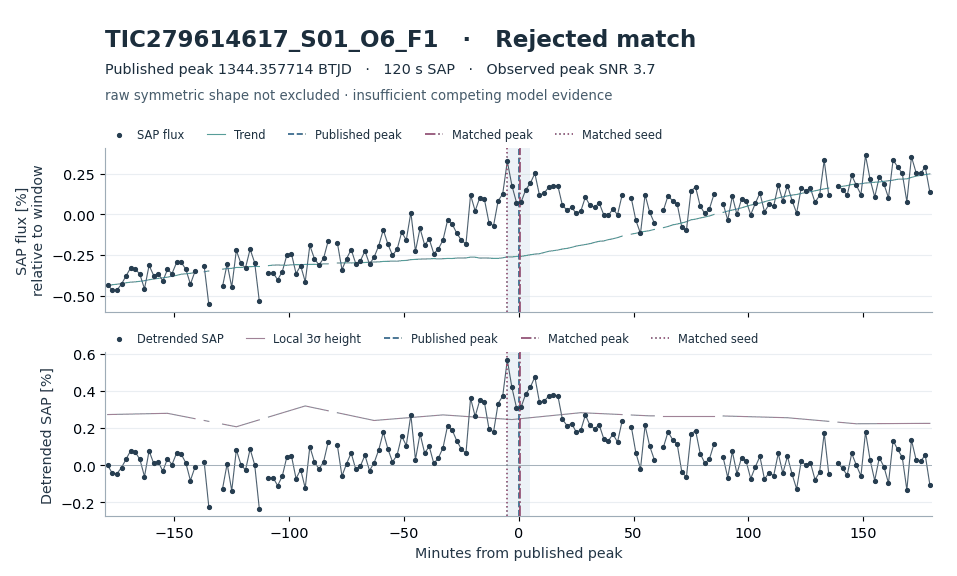 TIC279614617_S01_O6_F1 · Rejected match
Published peak 1344.357714 BTJD · 120 s SAP · Observed peak SNR 3.7
raw symmetric shape not excluded · insufficient competing model evidence
SAP flux Trend Published peak Matched peak Matched seed
SAP flux [%]
relative to window
0.25
0.00
−0.25
−0.50
Detrended SAP Local 3σ height Published peak Matched peak Matched seed
Detrended SAP [%]
0.6
0.4
0.2
0.0
−0.2
−150 −100 −50 0 50 100 150
Minutes from published peak